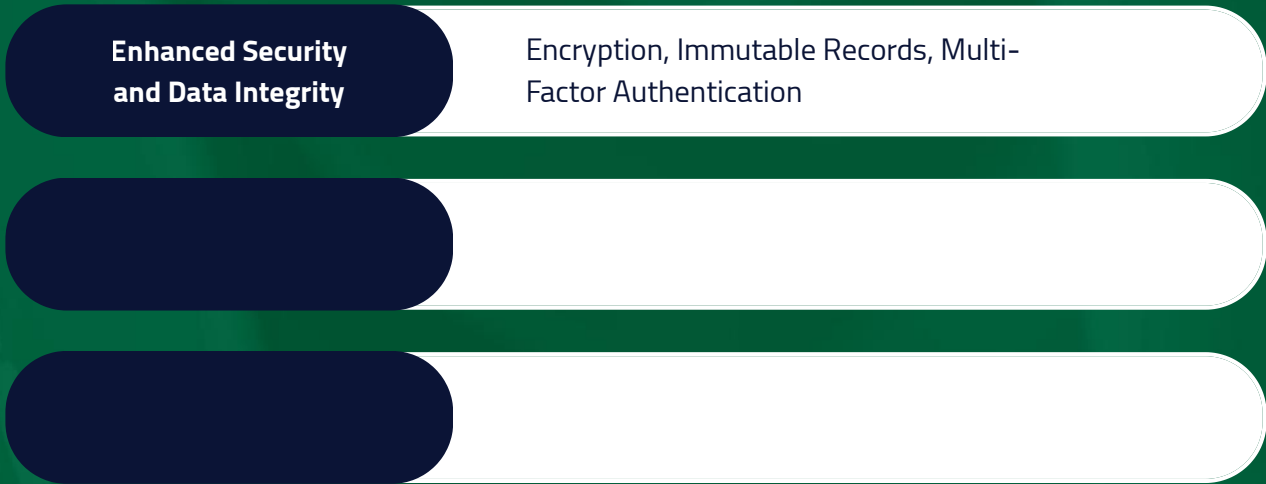 Enhanced Security
and Data Integrity
Encryption, Immutable Records, Multi-
Factor Authentication